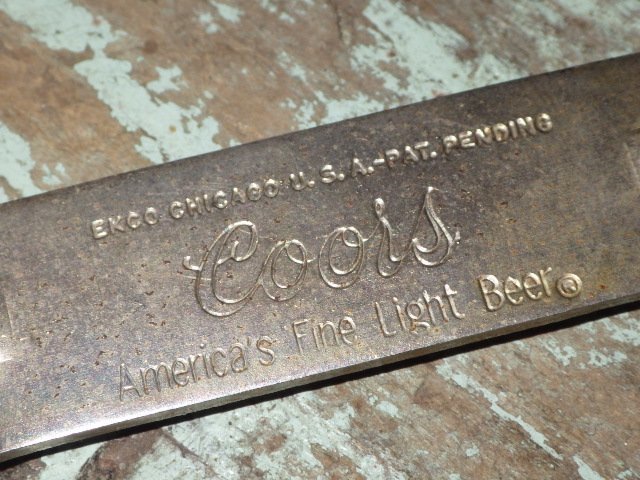 EKCO CHICAGO U.S.A.-PAT. PENDING
Coors
America's Fine Light Beer®